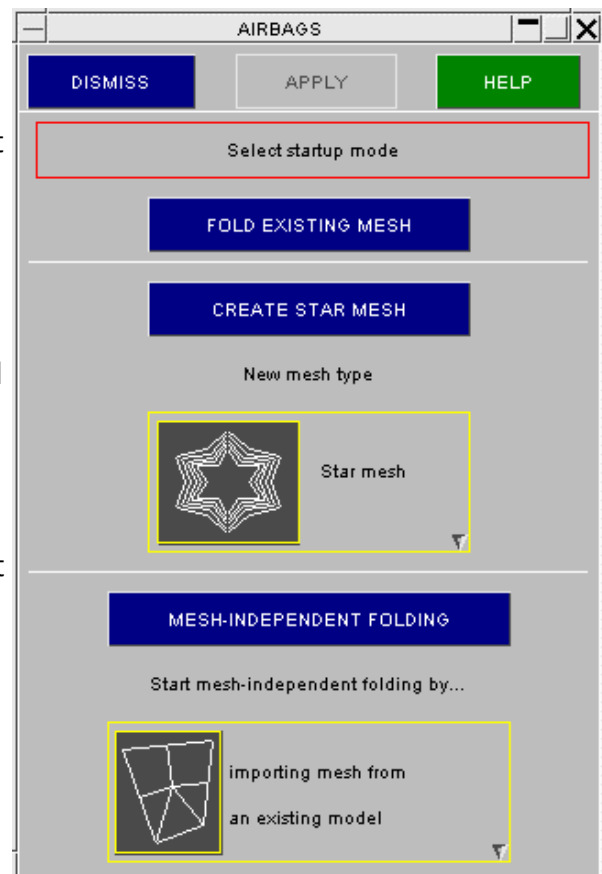 AIRBAGS
DISMISS APPLY HELP
Select startup mode
FOLD EXISTING MESH
CREATE STAR MESH
New mesh type
Star mesh
MESH-INDEPENDENT FOLDING
Start mesh-independent folding by...
importing mesh from
an existing model